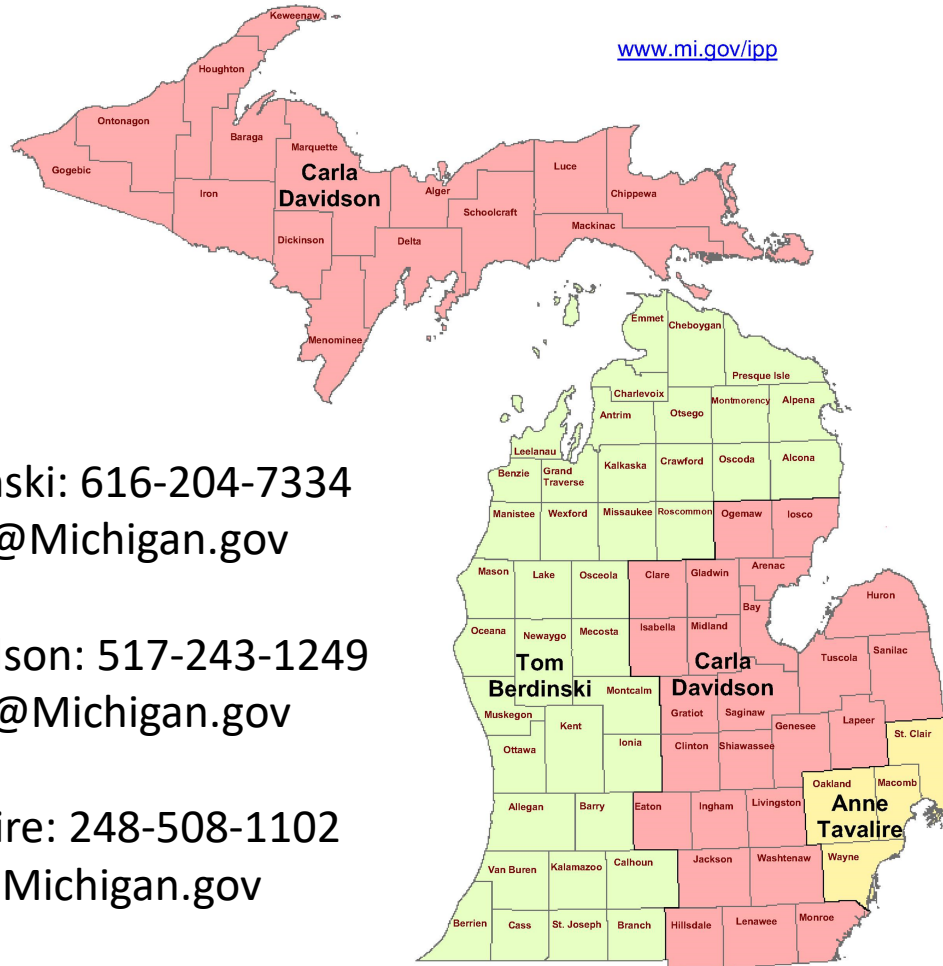 Keweenaw
www.mi.gov/ipp
Houghton
Ontonagon
Baraga
Marquette
Gogebic
Iron
Carla
Davidson
Alger
Luce
Chippewa
Schoolcraft
Mackinac
Dickinson
Delta
Menominee
Emmet
Cheboygan
Presque Isle
Charlevoix
Antrim
Otsego
Montmorency
Alpena
Leelanau
Benzie
Grand
Traverse
Kalkaska
Crawford
Oscoda
Alcona
Manistee
Wexford
Missaukee
Roscommon
Ogemaw
Iosco
Mason
Lake
Osceola
Clare
Gladwin
Arenac
Bay
Huron
Oceana
Newaygo
Mecosta
Isabella
Midland
Tuscola
Sanilac
Tom
Berdinski
Carla
Davidson
Montcalm
Gratiot
Saginaw
Muskegon
Kent
Genesee
Lapeer
Ottawa
Ionia
Clinton
Shiawassee
St. Clair
Oakland
Macomb
Anne
Tavalire
Allegan
Barry
Eaton
Ingham
Livingston
Van Buren
Kalamazoo
Calhoun
Jackson
Washtenaw
Wayne
Berrien
Cass
St. Joseph
Branch
Hillsdale
Lenawee
Monroe
ski: 616-204-7334
@Michigan.gov
son: 517-243-1249
@Michigan.gov
ire: 248-508-1102
Michigan.gov